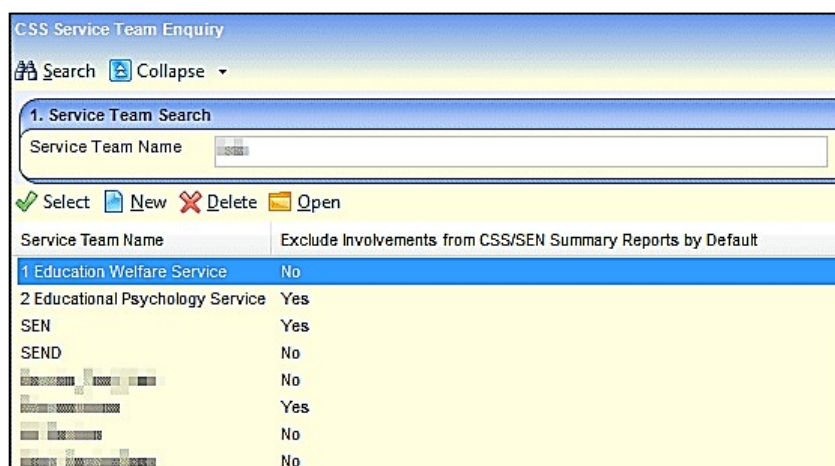 CSS Service Team Enquiry
Search Collapse
1. Service Team Search
Service Team Name
Select New Delete Open
Service Team Name Exclude Involvements from CSS/SEN Summary Reports by Default
1 Education Welfare Service No
2 Educational Psychology Service Yes
SEN Yes
SEND No
No
Yes
No
No